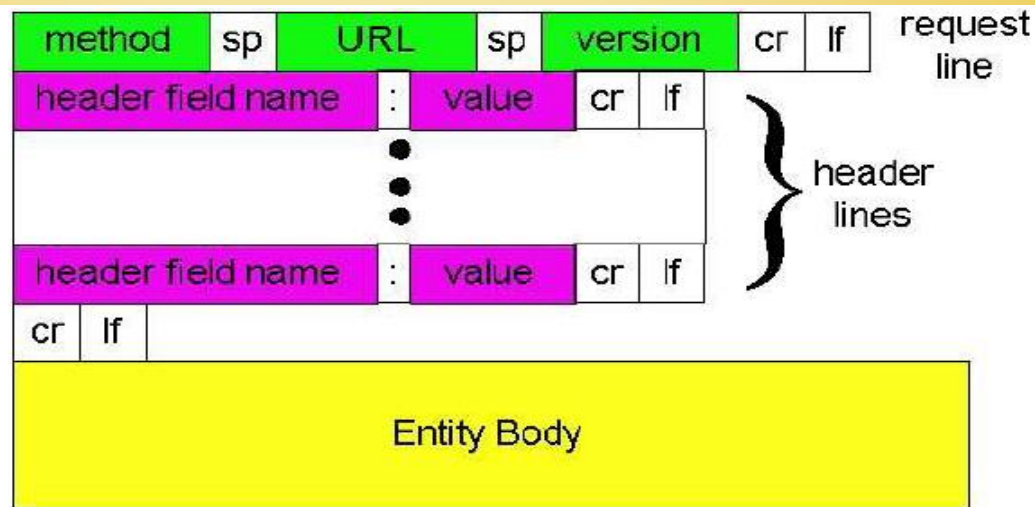 method sp URL sp version cr lf request line
header field name : value cr lf
header lines
header field name : value cr lf
cr lf
Entity Body